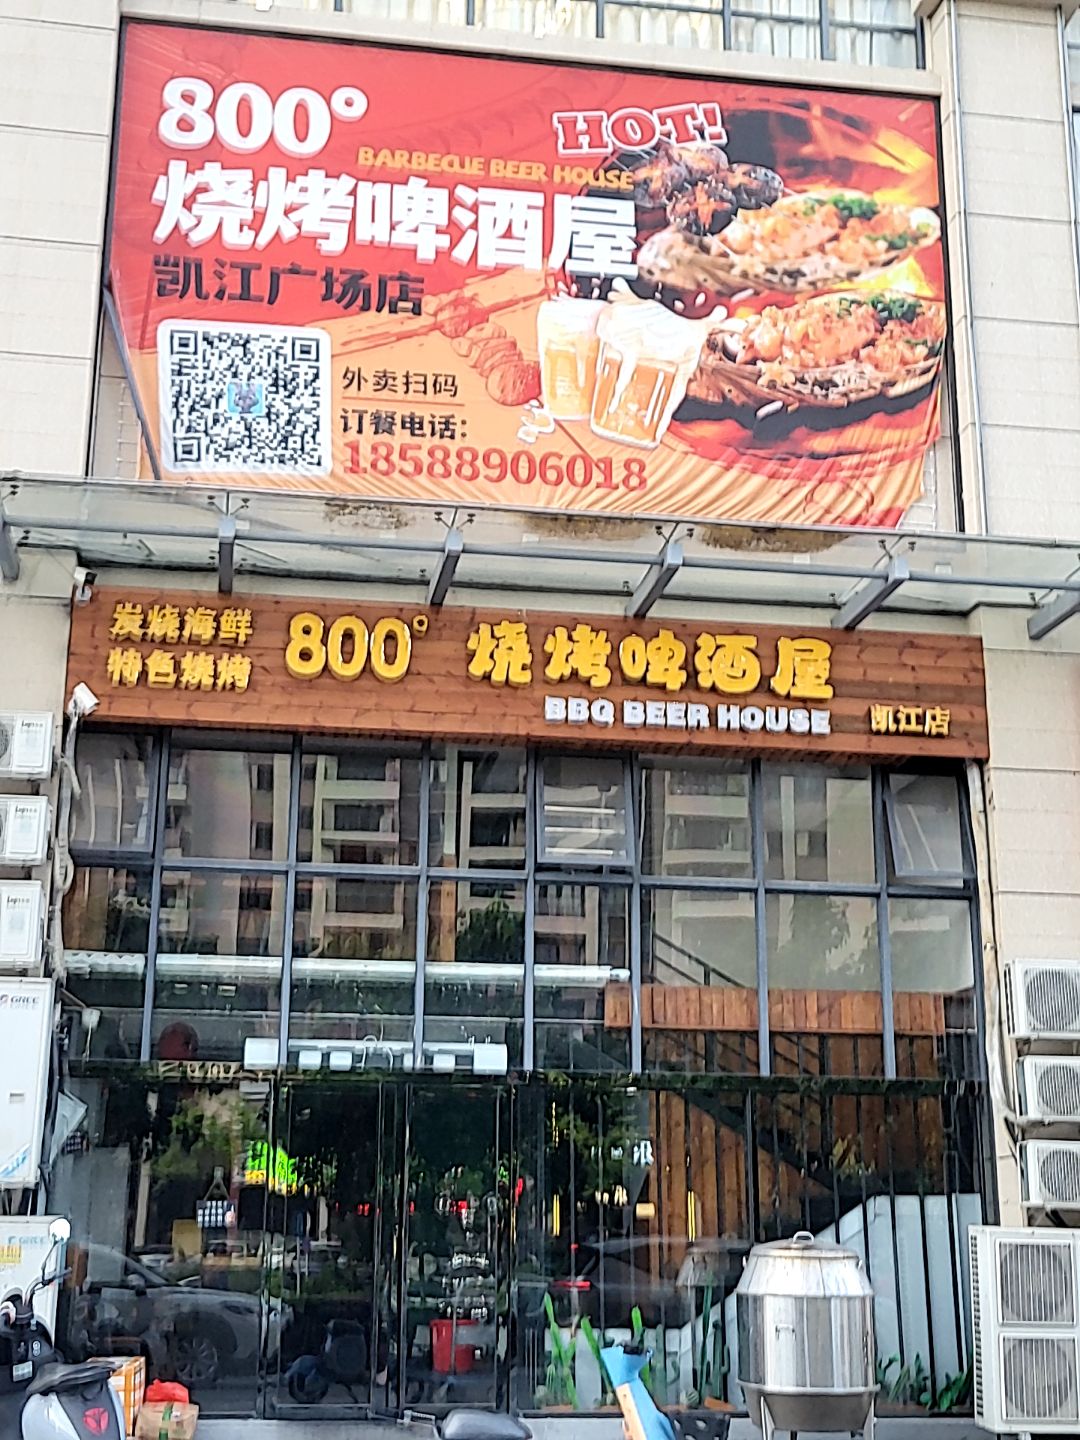 800°
HOT!
BARBECUE BEER HOUSE
烧烤啤酒屋
凯江广场店
外卖扫码
订餐电话:
18588906018
炭烧海鲜
特色烧烤
800° 烧烤啤酒屋
BBQ BEER HOUSE
凯江店
GREE
GREE